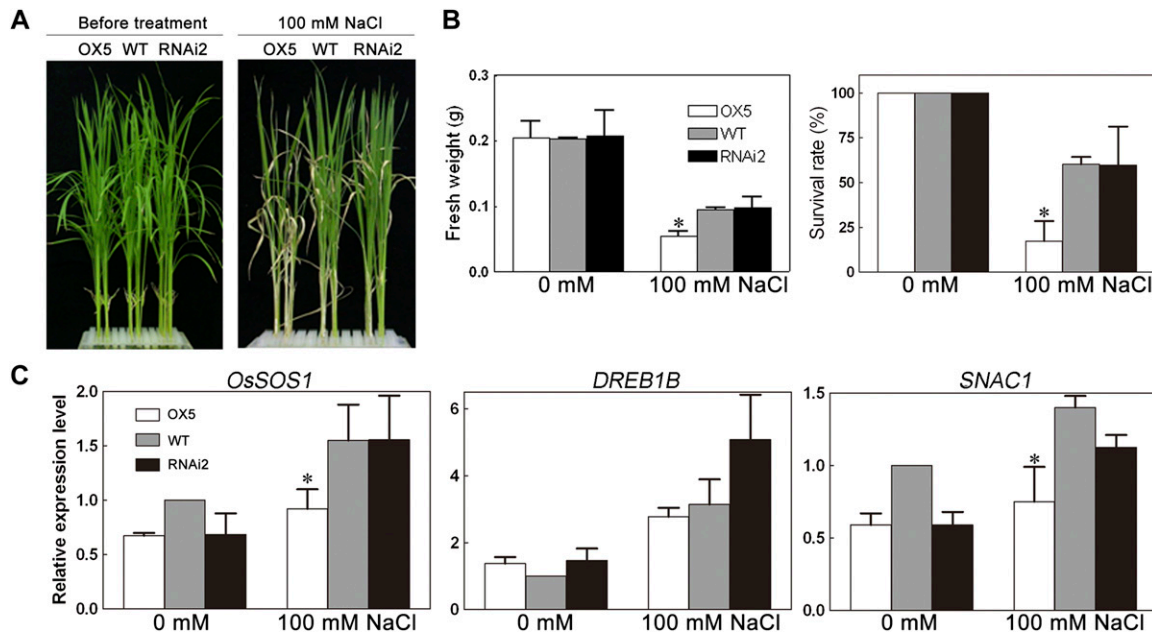 A
Before treatment
100 mM NaCl
OX5 WT RNAi2
OX5 WT RNAi2
B
Fresh weight (g)
0.3
0.2
0.1
0.0
OX5
WT
RNAi2
*
0 mM
100 mM NaCl
Survival rate (%)
100
75
50
25
0
*
0 mM
100 mM NaCl
C
OsSOS1
Relative expression level
2.0
1.5
1.0
0.5
0.0
OX5
WT
RNAi2
*
0 mM
100 mM NaCl
DREB1B
6
4
2
0
0 mM
100 mM NaCl
SNAC1
1.5
1.0
0.5
0.0
*
0 mM
100 mM NaCl